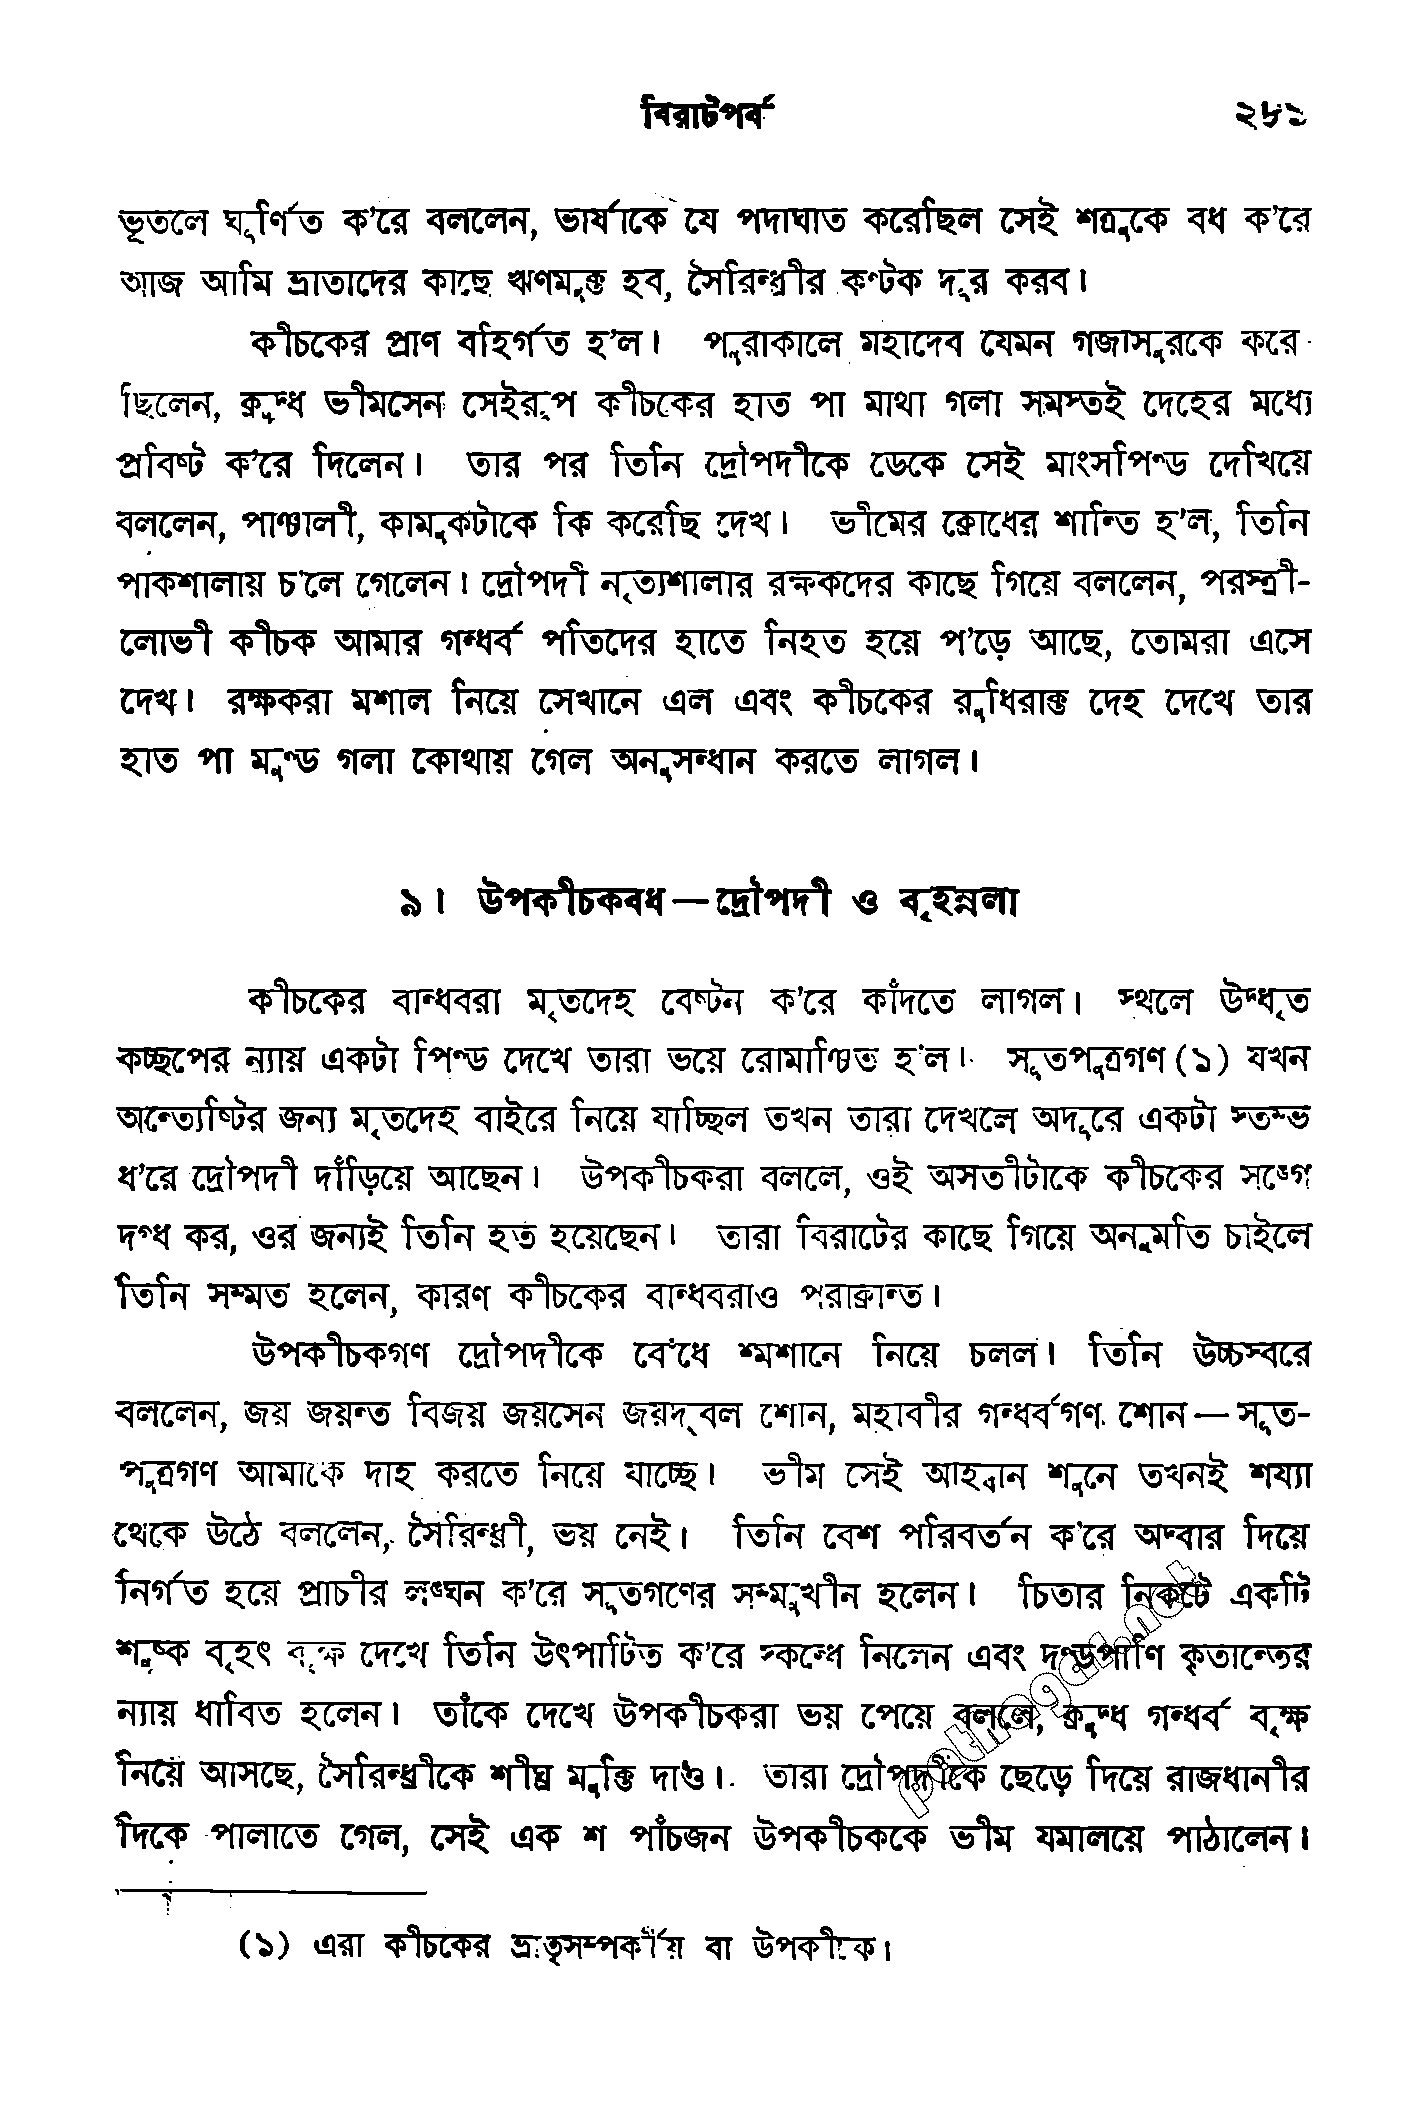 বিরাটপর্ব ২৮৯
ভূতলে ঘূর্ণিত ক'রে বললেন, ভার্যাকে যে পদাঘাত করেছিল সেই শত্রুকে বধ ক'রে
আজ আমি ভ্রাতাদের কাছে ঋণমুক্ত হব, সৈরিন্ধ্রীর কণ্টক দূর করব।
কীচকের প্রাণ বহির্গত হ'ল। পুরাকালে মহাদেব যেমন গজাসুরকে করে-
ছিলেন, ক্রুদ্ধ ভীমসেন সেইরূপ কীচকের হাত পা মাথা গলা সমস্তই দেহের মধ্যে
প্রবিষ্ট ক'রে দিলেন। তার পর তিনি দ্রৌপদীকে ডেকে সেই মাংসপিণ্ড দেখিয়ে
বললেন, পাঞ্চালী, কামুকটাকে কি করেছি দেখ। ভীমের ক্রোধের শান্তি হ'ল, তিনি
পাকশালায় চ'লে গেলেন। দ্রৌপদী নৃত্যশালার রক্ষকদের কাছে গিয়ে বললেন, পরস্ত্রী-
লোভী কীচক আমার গন্ধর্ব পতিদের হাতে নিহত হয়ে প'ড়ে আছে, তোমরা এসে
দেখ। রক্ষকরা মশাল নিয়ে সেখানে এল এবং কীচকের রুধিরাক্ত দেহ দেখে তার
হাত পা মুণ্ড গলা কোথায় গেল অনুসন্ধান করতে লাগল।
৯। উপকীচকবধ—দ্রৌপদী ও বৃহন্নলা
কীচকের বান্ধবরা মৃতদেহ বেষ্টন ক'রে কাঁদতে লাগল। স্থলে উদ্ধৃত
কচ্ছপের ন্যায় একটা পিণ্ড দেখে তারা ভয়ে রোমাঞ্চিত হ'ল। সূতপুত্রগণ (১) যখন
অন্ত্যেষ্টির জন্য মৃতদেহ বাইরে নিয়ে যাচ্ছিল তখন তারা দেখলে অদূরে একটা স্তম্ভ
ধ'রে দ্রৌপদী দাঁড়িয়ে আছেন। উপকীচকরা বললে, ওই অসতীটাকে কীচকের সঙ্গে
দগ্ধ কর, ওর জন্যই তিনি হত হয়েছেন। তারা বিরাটের কাছে গিয়ে অনুমতি চাইলে
তিনি সম্মত হলেন, কারণ কীচকের বান্ধবরাও পরাক্রান্ত।
উপকীচকগণ দ্রৌপদীকে বেঁধে শ্মশানে নিয়ে চলল। তিনি উচ্চস্বরে
বললেন, জয় জয়ন্ত বিজয় জয়সেন জয়দ্‌বল শোন, মহাবীর গন্ধর্বগণ শোন — সূত-
পুত্রগণ আমাকে দাহ করতে নিয়ে যাচ্ছে। ভীম সেই আহ্বান শুনে তখনই শয্যা
থেকে উঠে বললেন, সৈরিন্ধ্রী, ভয় নেই। তিনি বেশ পরিবর্তন ক'রে অদ্বার দিয়ে
নির্গত হয়ে প্রাচীর লঙ্ঘন ক'রে সূতগণের সম্মুখীন হলেন। চিতার নিকটে একটি
শুষ্ক বৃহৎ বৃক্ষ দেখে তিনি উৎপাটিত ক'রে স্কন্ধে নিলেন এবং দণ্ডপাণি কৃতান্তের
ন্যায় ধাবিত হলেন। তাঁকে দেখে উপকীচকরা ভয় পেয়ে বললে, ক্রুদ্ধ গন্ধর্ব বৃক্ষ
নিয়ে আসছে, সৈরিন্ধ্রীকে শীঘ্র মুক্তি দাও। তারা দ্রৌপদীকে ছেড়ে দিয়ে রাজধানীর
দিকে পালাতে গেল, সেই এক শ পাঁচজন উপকীচককে ভীম যমালয়ে পাঠালেন।
(১) এরা কীচকের ভ্রাতৃসম্পর্কীয় বা উপকীচক।
pathagar.net